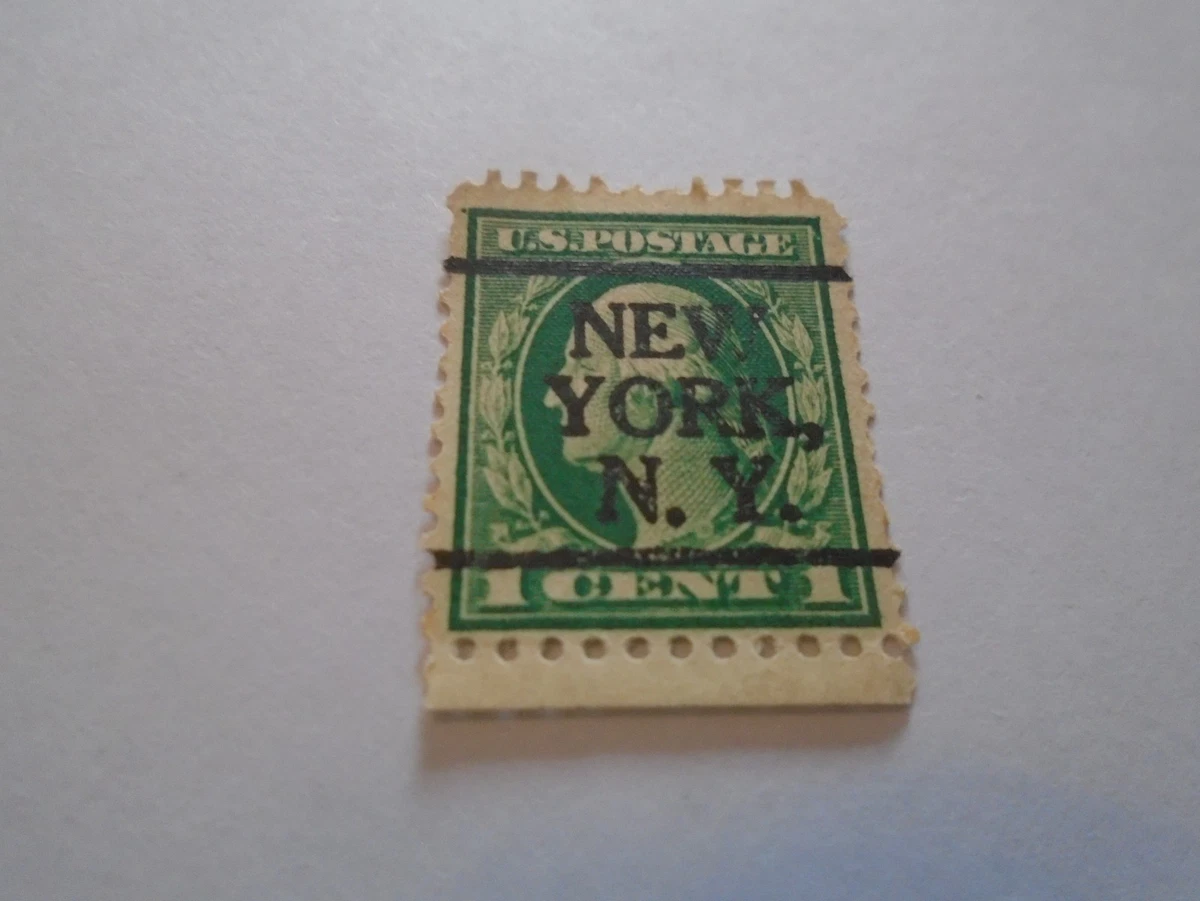 U.S. POSTAGE
NEW
YORK,
N. Y.
1 CENT 1